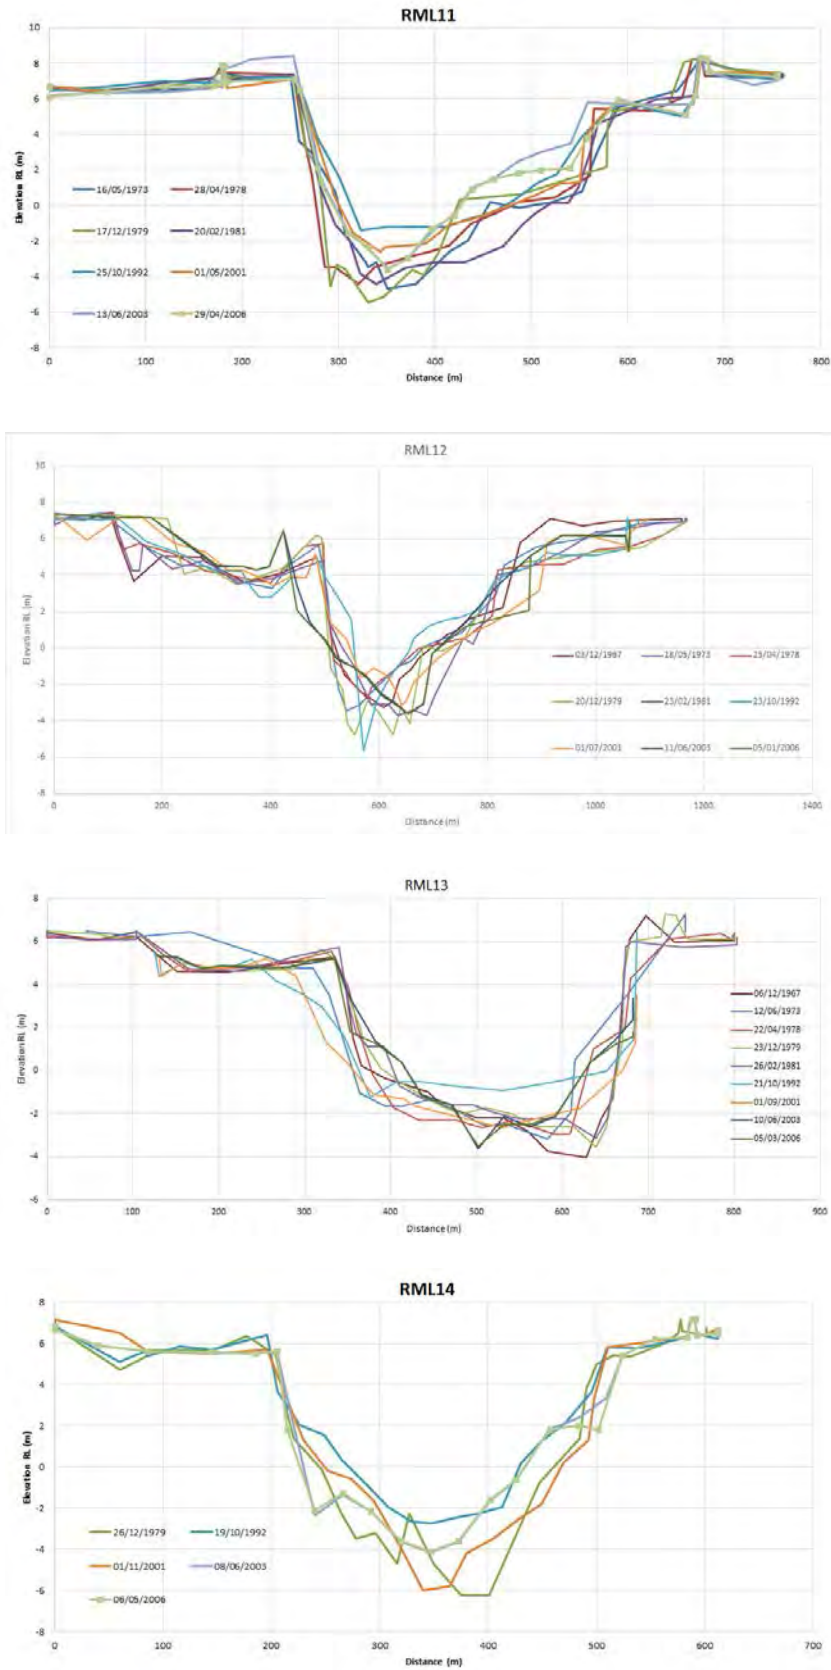 RML11
10
8
6
4
2
0
-2
-4
-6
-8
Elevation RL (m)
16/05/1973 28/04/1978
17/12/1979 20/02/1981
25/10/1992 01/05/2001
13/06/2003 29/04/2006
0 100 200 300 400 500 600 700 800
Distance (m)
RML12
10
8
6
4
2
0
-2
-4
-6
-8
Elevation RL (m)
03/12/1967 18/05/1973 25/04/1978
20/12/1979 23/02/1981 23/10/1992
01/07/2001 11/06/2003 05/01/2006
0 200 400 600 800 1000 1200 1400
Distance (m)
RML13
8
6
4
2
0
-2
-4
-6
Elevation RL (m)
06/12/1967
12/06/1973
22/04/1978
23/12/1979
26/02/1981
21/10/1992
01/09/2001
10/06/2003
05/03/2006
0 100 200 300 400 500 600 700 800 900
Distance (m)
RML14
8
6
4
2
0
-2
-4
-6
-8
Elevation RL (m)
26/12/1979 19/10/1992
01/11/2001 08/06/2003
06/05/2006
0 100 200 300 400 500 600 700
Distance (m)